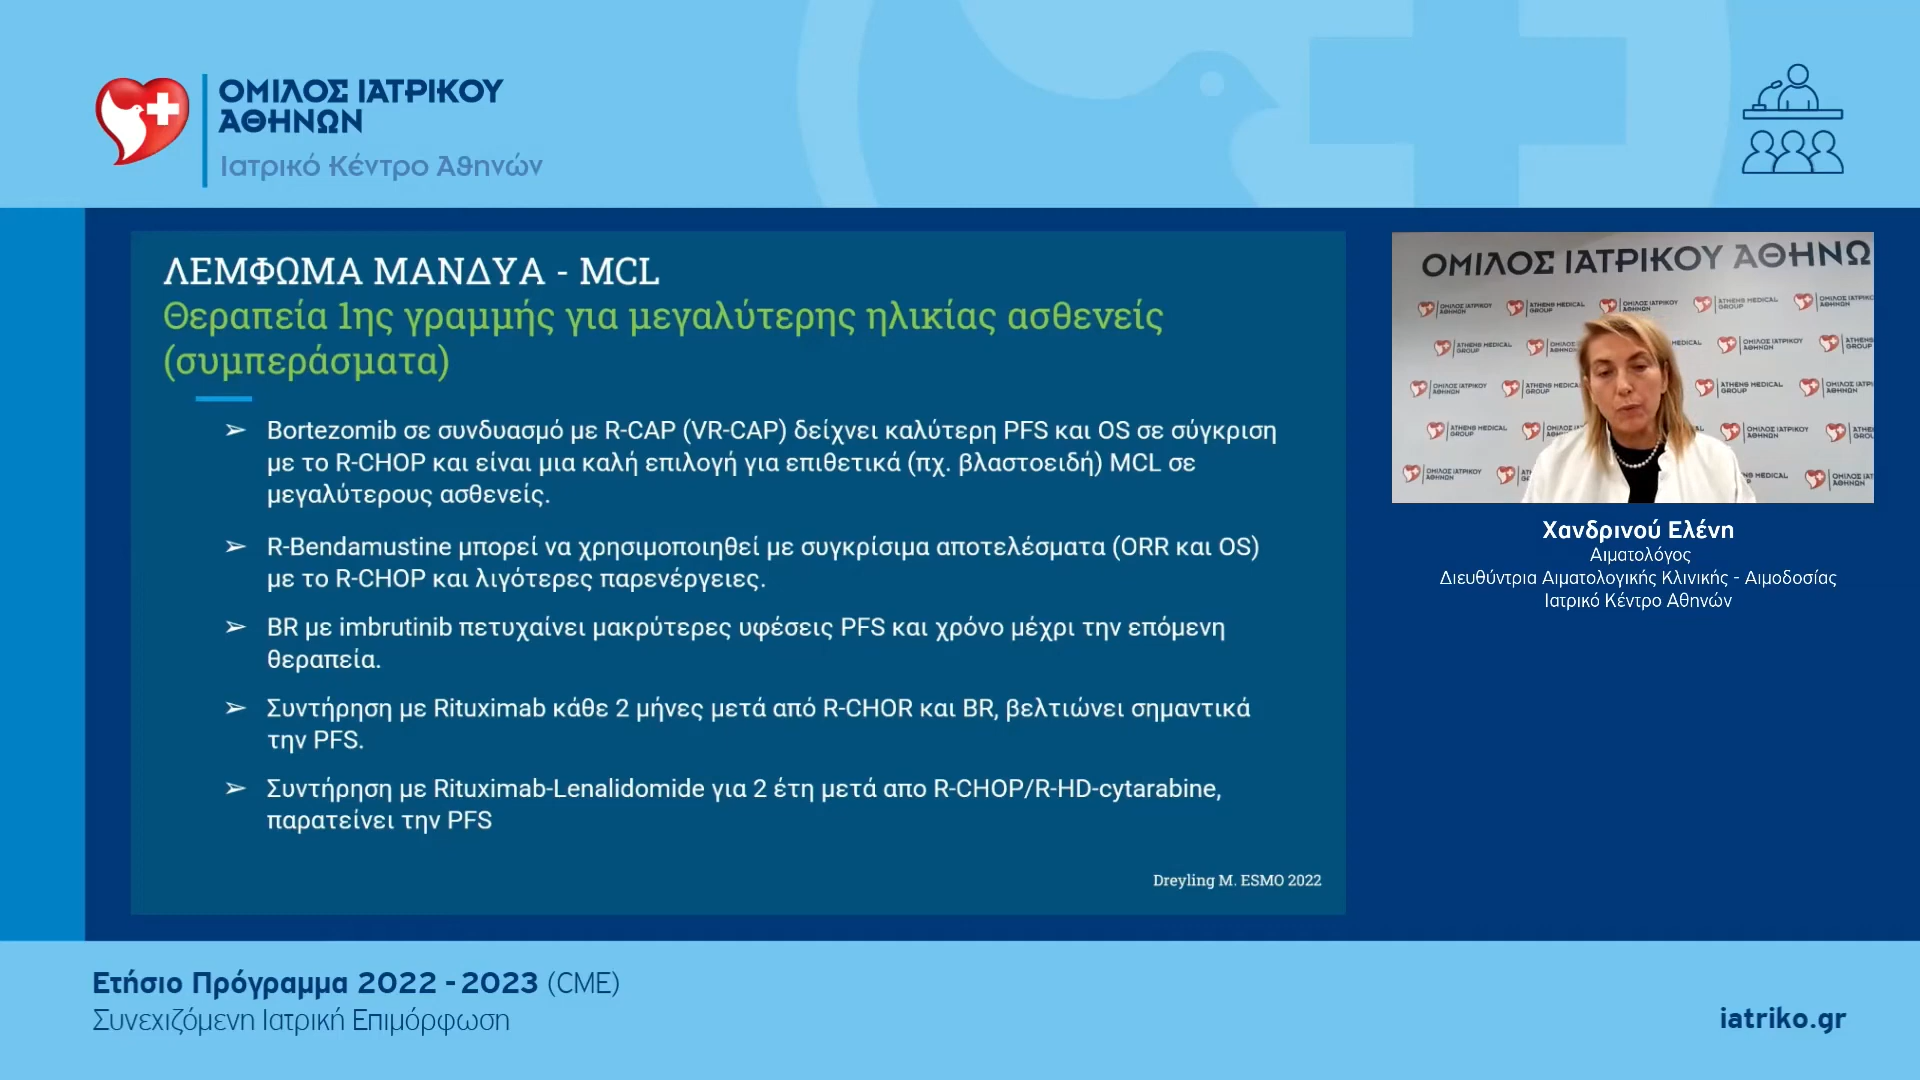 ΟΜΙΛΟΣ ΙΑΤΡΙΚΟΥ
ΑΘΗΝΩΝ
Ιατρικό Κέντρο Αθηνών
ΛΕΜΦΩΜΑ ΜΑΝΔΥΑ - MCL
Θεραπεία 1ης γραμμής για μεγαλύτερης ηλικίας ασθενείς
(συμπεράσματα)
➢ Bortezomib σε συνδυασμό με R-CAP (VR-CAP) δείχνει καλύτερη PFS και OS σε σύγκριση
με το R-CHOP και είναι μια καλή επιλογή για επιθετικά (πχ. βλαστοειδή) MCL σε
μεγαλύτερους ασθενείς.
➢ R-Bendamustine μπορεί να χρησιμοποιηθεί με συγκρίσιμα αποτελέσματα (ORR και OS)
με το R-CHOP και λιγότερες παρενέργειες.
➢ BR με imbrutinib πετυχαίνει μακρύτερες υφέσεις PFS και χρόνο μέχρι την επόμενη
θεραπεία.
➢ Συντήρηση με Rituximab κάθε 2 μήνες μετά από R-CHOR και BR, βελτιώνει σημαντικά
την PFS.
➢ Συντήρηση με Rituximab-Lenalidomide για 2 έτη μετά απο R-CHOP/R-HD-cytarabine,
παρατείνει την PFS
Dreyling M. ESMO 2022
ΟΜΙΛΟΣ ΙΑΤΡΙΚΟΥ ΑΘΗΝΩ
Χανδρινού Ελένη
Αιματολόγος
Διευθύντρια Αιματολογικής Κλινικής - Αιμοδοσίας
Ιατρικό Κέντρο Αθηνών
Ετήσιο Πρόγραμμα 2022 - 2023 (CME)
Συνεχιζόμενη Ιατρική Επιμόρφωση
iatriko.gr